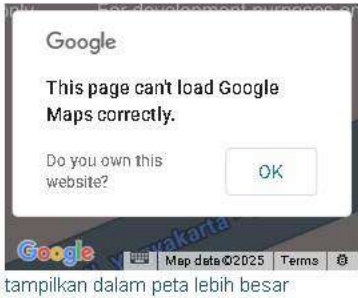 For development purposes on
Google
This page can't load Google
Maps correctly.
Do you own this
website?
OK
Yogyakarta
Google
Map data ©2025
Terms
tampilkan dalam peta lebih besar